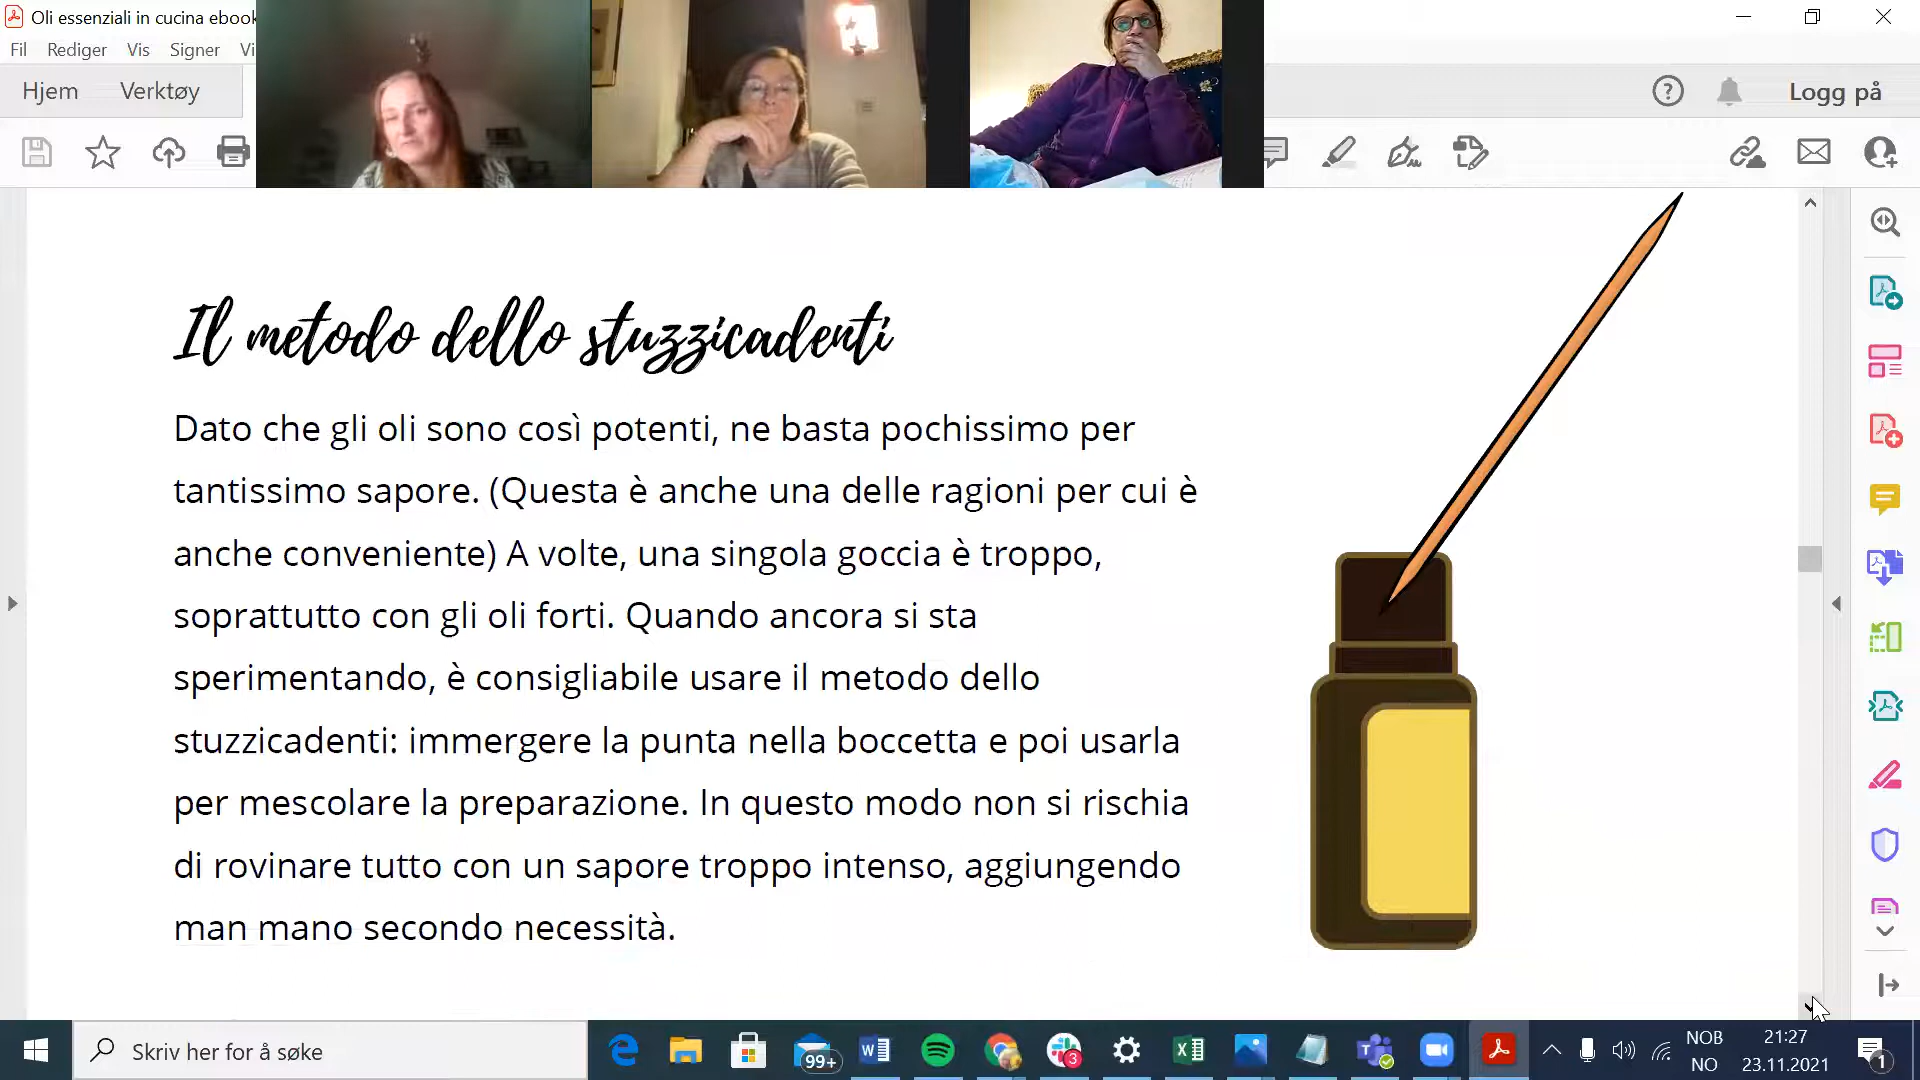 Oli essenziali in cucina ebook
Fil Rediger Vis Signer Vi
Hjem Verktøy
Logg på
Il metodo dello stuzzicadenti
Dato che gli oli sono così potenti, ne basta pochissimo per
tantissimo sapore. (Questa è anche una delle ragioni per cui è
anche conveniente) A volte, una singola goccia è troppo,
soprattutto con gli oli forti. Quando ancora si sta
sperimentando, è consigliabile usare il metodo dello
stuzzicadenti: immergere la punta nella boccetta e poi usarla
per mescolare la preparazione. In questo modo non si rischia
di rovinare tutto con un sapore troppo intenso, aggiungendo
man mano secondo necessità.
Skriv her for å søke
99+
3
NOB
NO
21:27
23.11.2021
1